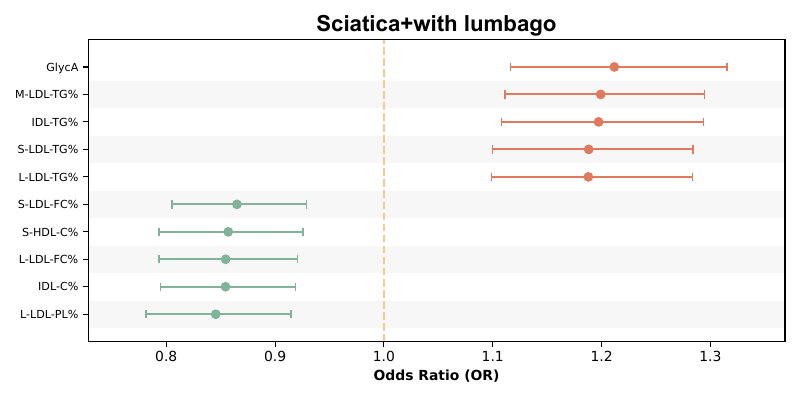 Sciatica+with lumbago
GlycA
M-LDL-TG%
IDL-TG%
S-LDL-TG%
L-LDL-TG%
S-LDL-FC%
S-HDL-C%
L-LDL-FC%
IDL-C%
L-LDL-PL%
0.8 0.9 1.0 1.1 1.2 1.3
Odds Ratio (OR)